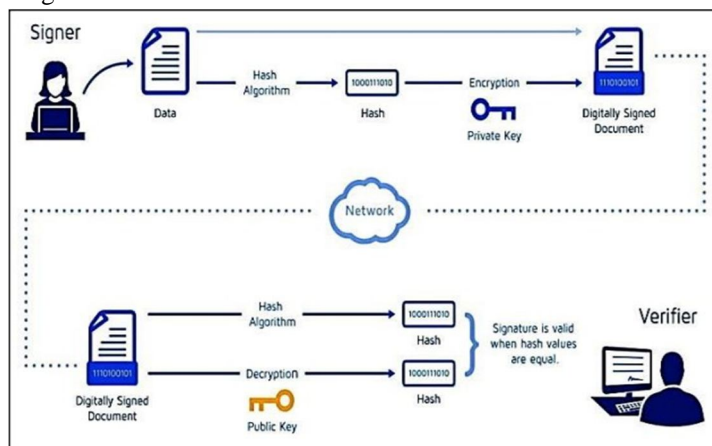 Signer
Data
Hash
Algorithm
1000111010
Hash
Encryption
Private Key
1110100101
Digitally Signed
Document
Network
1110100101
Digitally Signed
Document
Hash
Algorithm
1000111010
Hash
Decryption
Public Key
1000111010
Hash
Signature is valid
when hash values
are equal.
Verifier